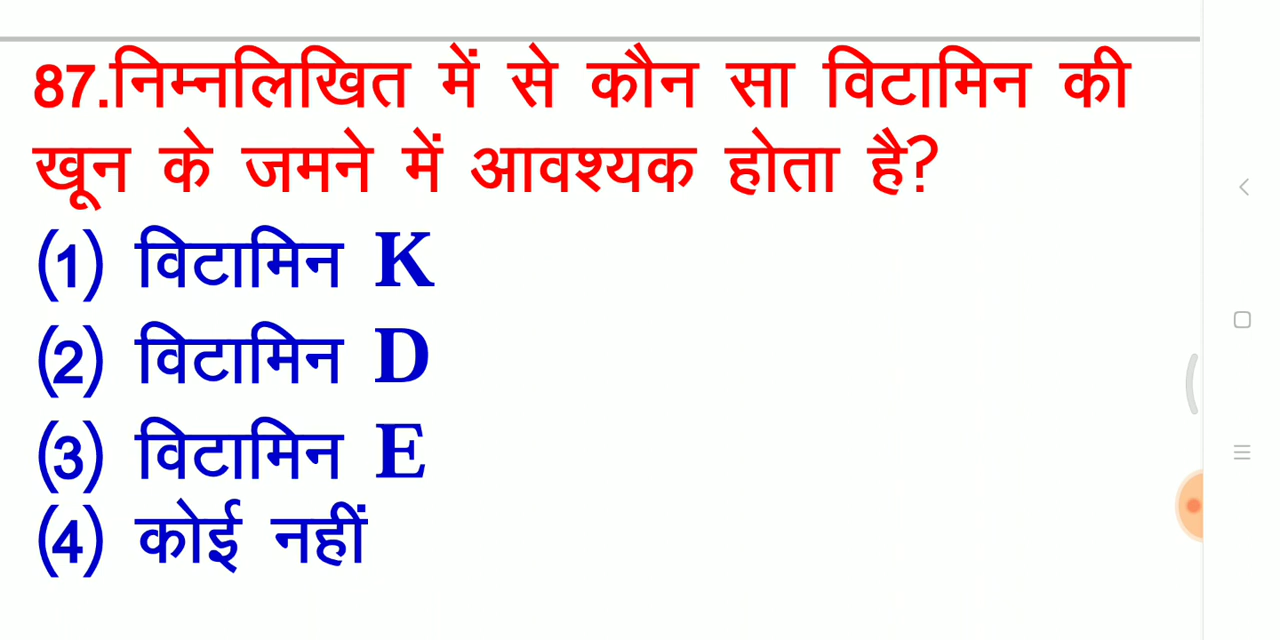 87.निम्नलिखित में से कौन सा विटामिन की
खून के जमने में आवश्यक होता है?
(1) विटामिन K
(2) विटामिन D
(3) विटामिन E
(4) कोई नहीं